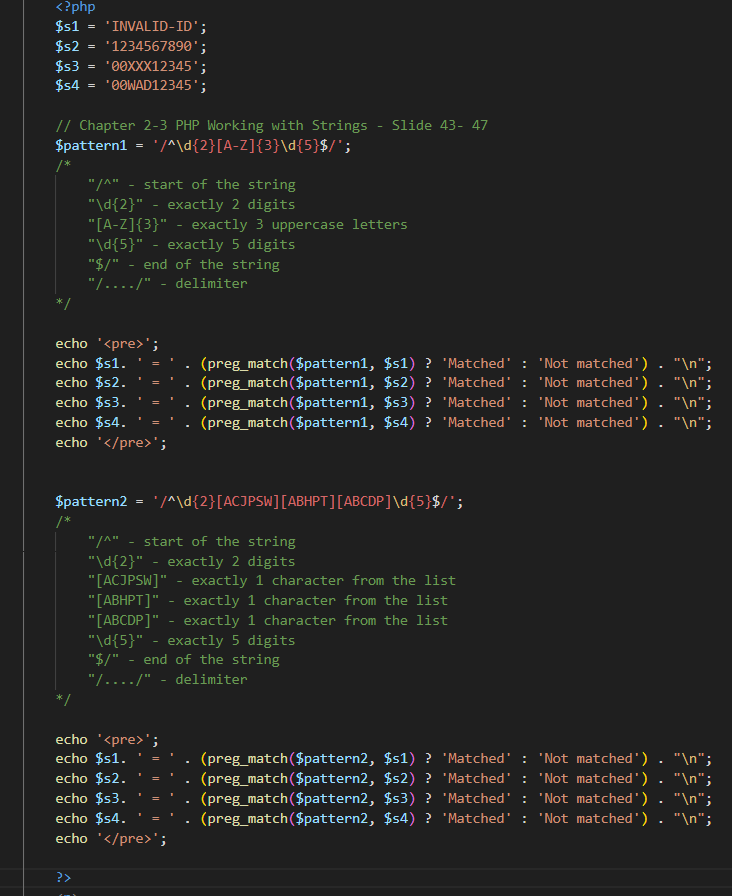 <?php
$s1 = 'INVALID-ID';
$s2 = '1234567890';
$s3 = '00XXX12345';
$s4 = '00WAD12345';
// Chapter 2-3 PHP Working with Strings - Slide 43- 47
$pattern1 = '/^\d{2}[A-Z]{3}\d{5}$/';
/*
"/^" - start of the string
"\d{2}" - exactly 2 digits
"[A-Z]{3}" - exactly 3 uppercase letters
"\d{5}" - exactly 5 digits
"$/" - end of the string
"/..../" - delimiter
*/
echo '<pre>';
echo $s1. ' = ' . (preg_match($pattern1, $s1) ? 'Matched' : 'Not matched') . "\n";
echo $s2. ' = ' . (preg_match($pattern1, $s2) ? 'Matched' : 'Not matched') . "\n";
echo $s3. ' = ' . (preg_match($pattern1, $s3) ? 'Matched' : 'Not matched') . "\n";
echo $s4. ' = ' . (preg_match($pattern1, $s4) ? 'Matched' : 'Not matched') . "\n";
echo '</pre>';
$pattern2 = '/^\d{2}[ACJPSW][ABHPT][ABCDP]\d{5}$/';
/*
"/^" - start of the string
"\d{2}" - exactly 2 digits
"[ACJPSW]" - exactly 1 character from the list
"[ABHPT]" - exactly 1 character from the list
"[ABCDP]" - exactly 1 character from the list
"\d{5}" - exactly 5 digits
"$/" - end of the string
"/..../" - delimiter
*/
echo '<pre>';
echo $s1. ' = ' . (preg_match($pattern2, $s1) ? 'Matched' : 'Not matched') . "\n";
echo $s2. ' = ' . (preg_match($pattern2, $s2) ? 'Matched' : 'Not matched') . "\n";
echo $s3. ' = ' . (preg_match($pattern2, $s3) ? 'Matched' : 'Not matched') . "\n";
echo $s4. ' = ' . (preg_match($pattern2, $s4) ? 'Matched' : 'Not matched') . "\n";
echo '</pre>';
?>